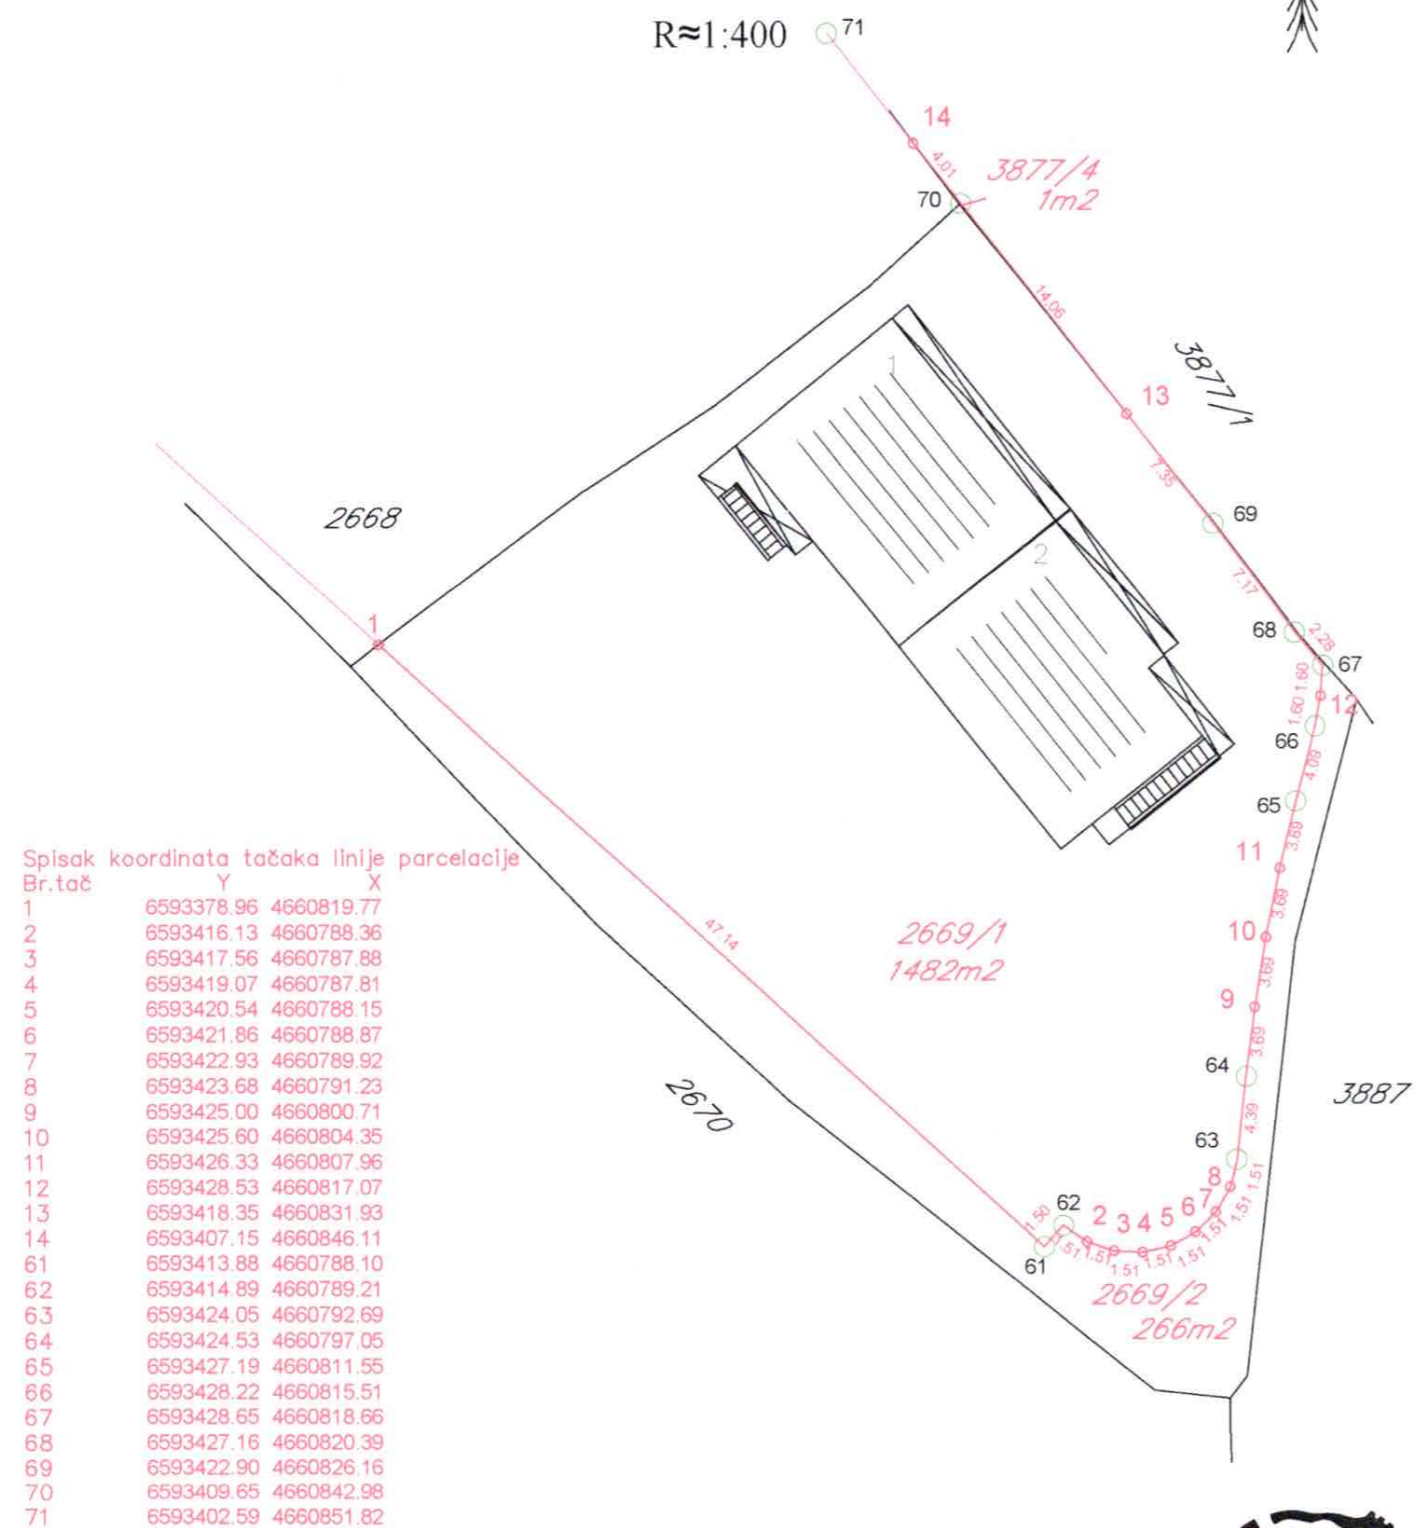 R≈1:400
71
14
4.01
3877/4
1m2
70
14.06
3877/1
13
1
7.35
2668
69
2
7.17
1
68
2.28
67
1.60
12
1.60
66
4.09
65
3.69
11
Spisak koordinata tačaka linije parcelacije
Br.tač Y X
1 6593378.96 4660819.77
2 6593416.13 4660788.36
3 6593417.56 4660787.88
4 6593419.07 4660787.81
5 6593420.54 4660788.15
6 6593421.86 4660788.87
7 6593422.93 4660789.92
8 6593423.68 4660791.23
9 6593425.00 4660800.71
10 6593425.60 4660804.35
11 6593426.33 4660807.96
12 6593428.53 4660817.07
13 6593418.35 4660831.93
14 6593407.15 4660846.11
61 6593413.88 4660788.10
62 6593414.89 4660789.21
63 6593424.05 4660792.69
64 6593424.53 4660797.05
65 6593427.19 4660811.55
66 6593428.22 4660815.51
67 6593428.65 4660818.66
68 6593427.16 4660820.39
69 6593422.90 4660826.16
70 6593409.65 4660842.98
71 6593402.59 4660851.82
47.14
2669/1
1482m2
3.69
10
3.69
9
3.69
64
2670
3887
4.39
63
8
1.51
7
1.51
62
2
3
4
5
6
1.50
61
1.51
1.51
1.51
1.51
1.51
1.51
2669/2
266m2